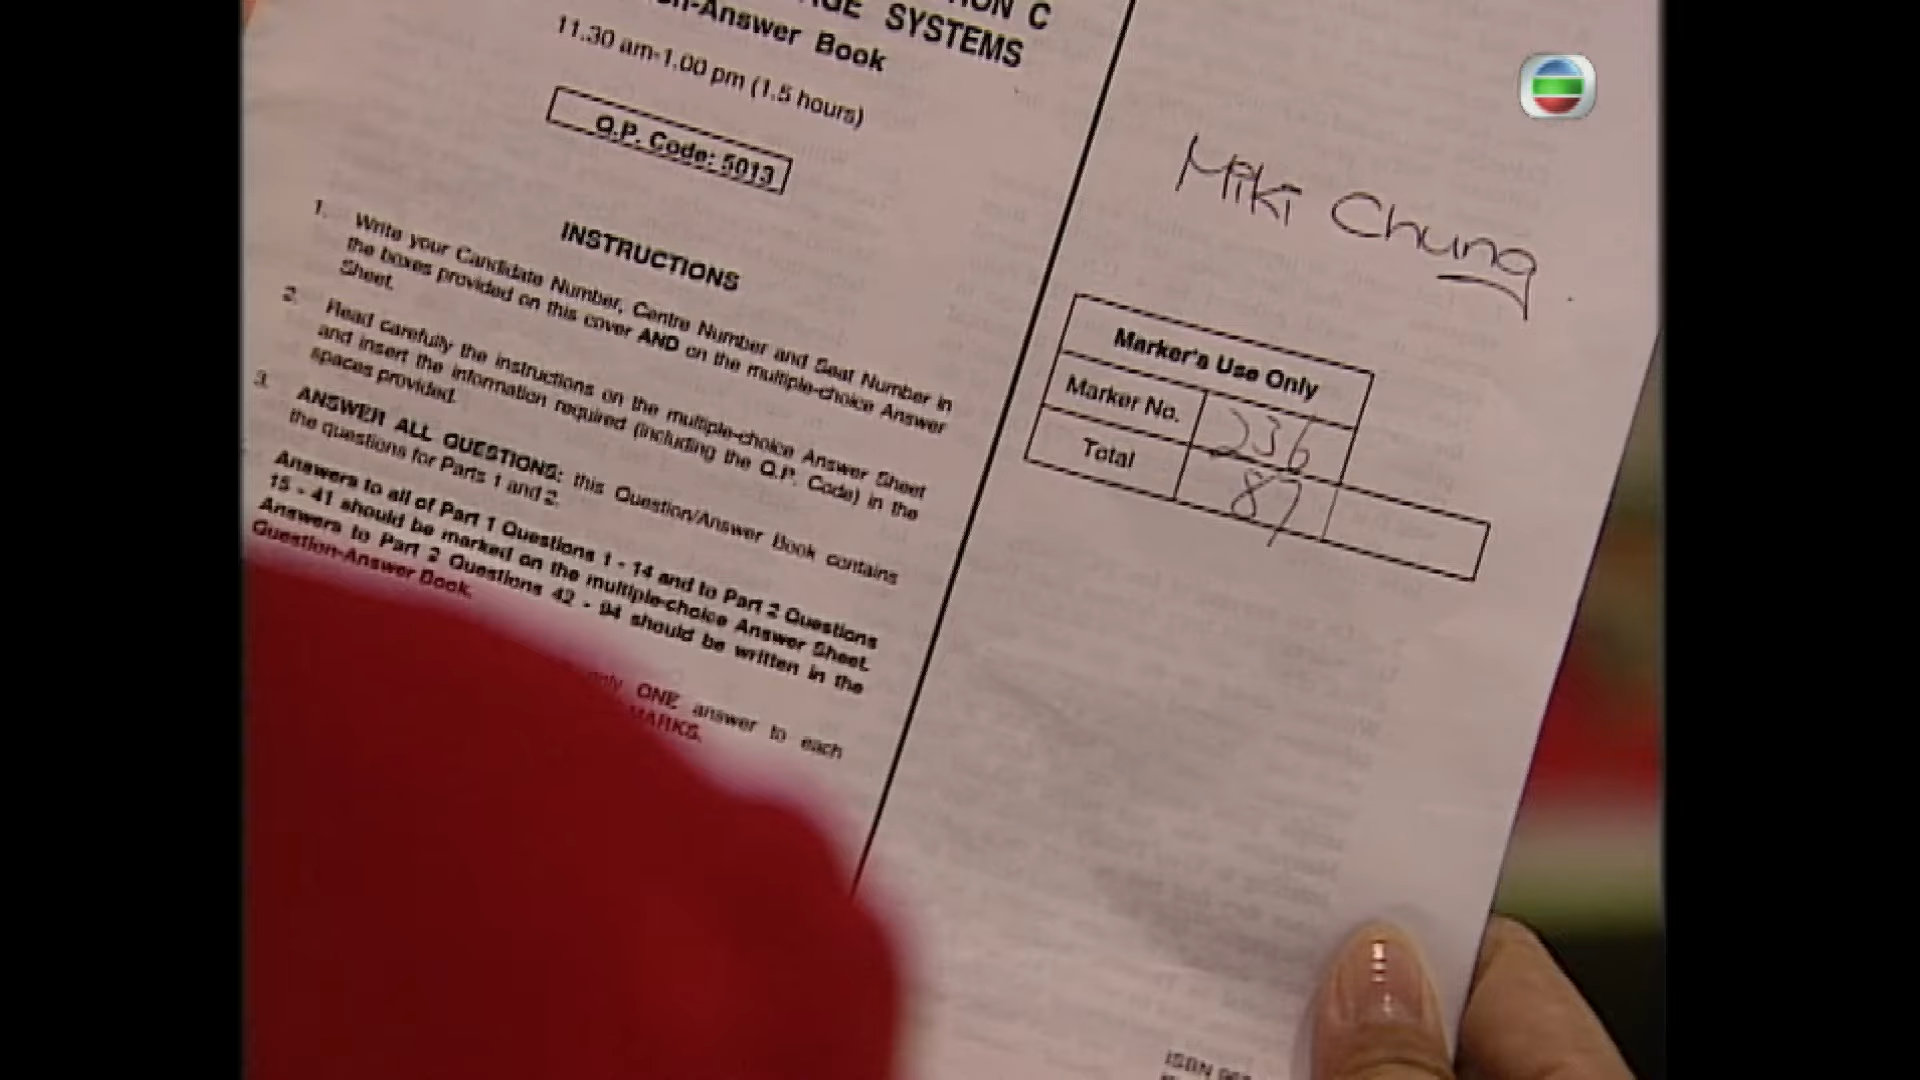 ION C
GE SYSTEMS
n-Answer Book
11.30 am-1.00 pm (1.5 hours)
Q.P. Code: 5013
INSTRUCTIONS
1. Write your Candidate Number, Centre Number and Seat Number in
the boxes provided on this cover AND on the multiple-choice Answer
Sheet.
2. Read carefully the instructions on the multiple-choice Answer Sheet
and insert the information required (including the Q.P. Code) in the
spaces provided.
3. ANSWER ALL QUESTIONS: this Question/Answer Book contains
the questions for Parts 1 and 2.
Answers to all of Part 1 Questions 1 - 14 and to Part 2 Questions
15 - 41 should be marked on the multiple-choice Answer Sheet.
Answers to Part 2 Questions 42 - 94 should be written in the
Question-Answer Book.
only ONE answer to each
MARKS.
Miki Chung
Marker's Use Only
Marker No. 236
Total 87
ISBN 962